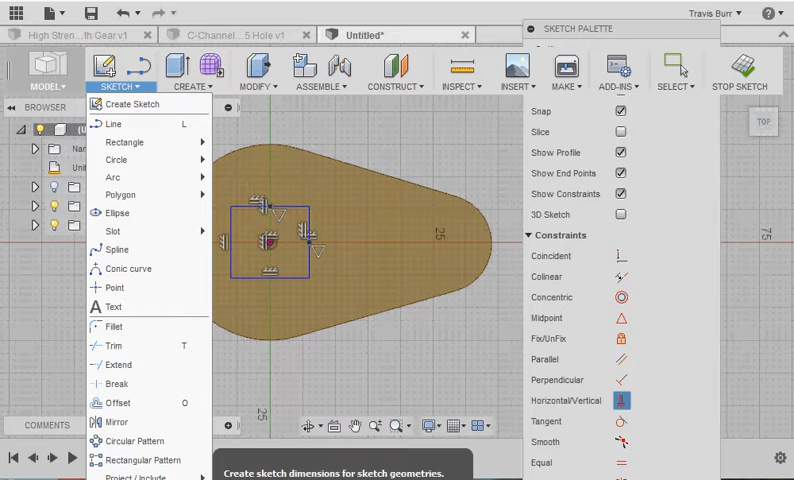 Travis Burr
High Stren...th Gear v1
C-Channel....5 Hole v1
Untitled*
SKETCH PALETTE
MODEL
SKETCH
CREATE
MODIFY
ASSEMBLE
CONSTRUCT
INSPECT
INSERT
MAKE
ADD-INS
SELECT
STOP SKETCH
BROWSER
Create Sketch
Line L
Rectangle
Circle
Arc
Polygon
Ellipse
Slot
Spline
Conic curve
Point
Text
Fillet
Trim T
Extend
Break
Offset O
Mirror
Circular Pattern
Rectangular Pattern
Project / Include
TOP
25
75
25
Snap
Slice
Show Profile
Show End Points
Show Constraints
3D Sketch
Constraints
Coincident
Colinear
Concentric
Midpoint
Fix/UnFix
Parallel
Perpendicular
Horizontal/Vertical
Tangent
Smooth
Equal
COMMENTS
Create sketch dimensions for sketch geometries.